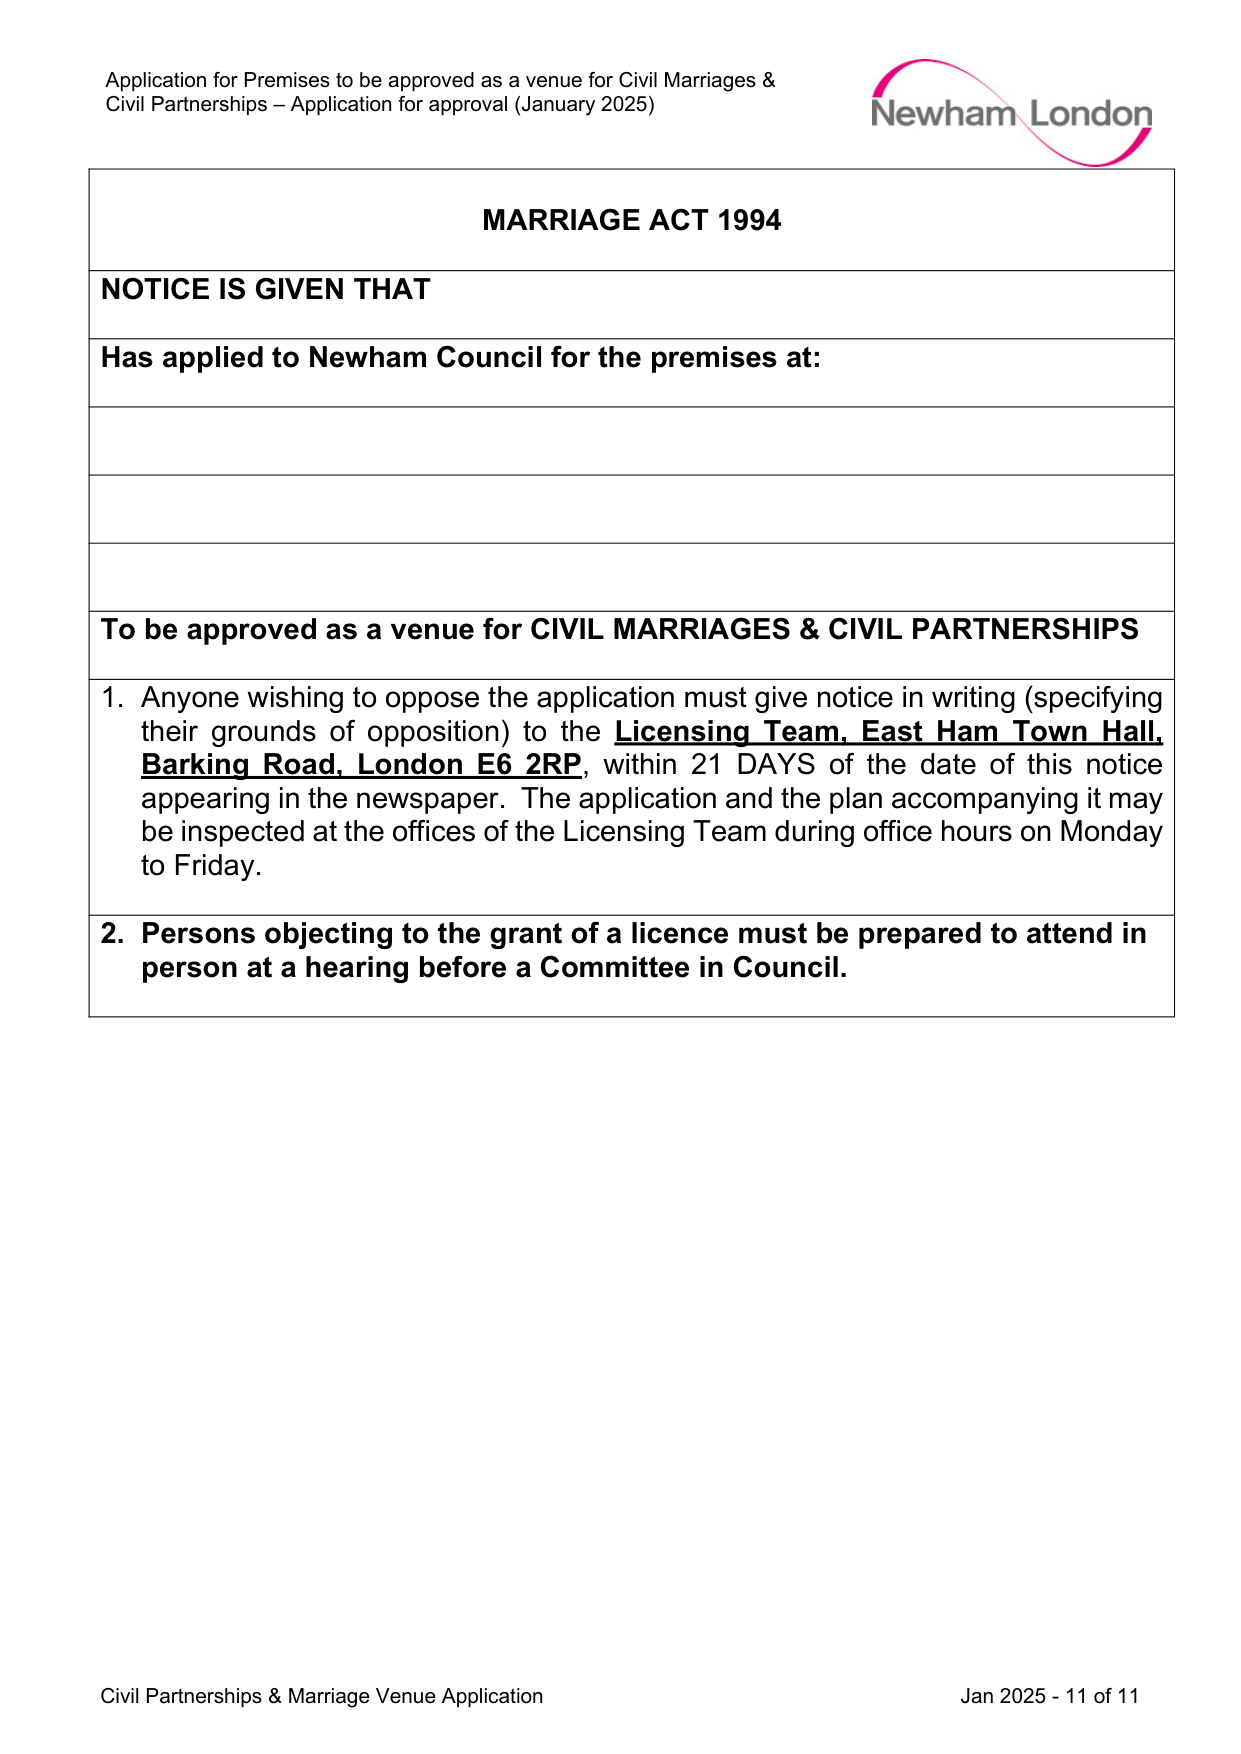 Application for Premises to be approved as a venue for Civil Marriages &
Civil Partnerships – Application for approval (January 2025)
Newham London
MARRIAGE ACT 1994
NOTICE IS GIVEN THAT
Has applied to Newham Council for the premises at:
To be approved as a venue for CIVIL MARRIAGES & CIVIL PARTNERSHIPS
1. Anyone wishing to oppose the application must give notice in writing (specifying
their grounds of opposition) to the Licensing Team, East Ham Town Hall,
Barking Road, London E6 2RP, within 21 DAYS of the date of this notice
appearing in the newspaper. The application and the plan accompanying it may
be inspected at the offices of the Licensing Team during office hours on Monday
to Friday.
2. Persons objecting to the grant of a licence must be prepared to attend in
person at a hearing before a Committee in Council.
Civil Partnerships & Marriage Venue Application
Jan 2025 - 11 of 11